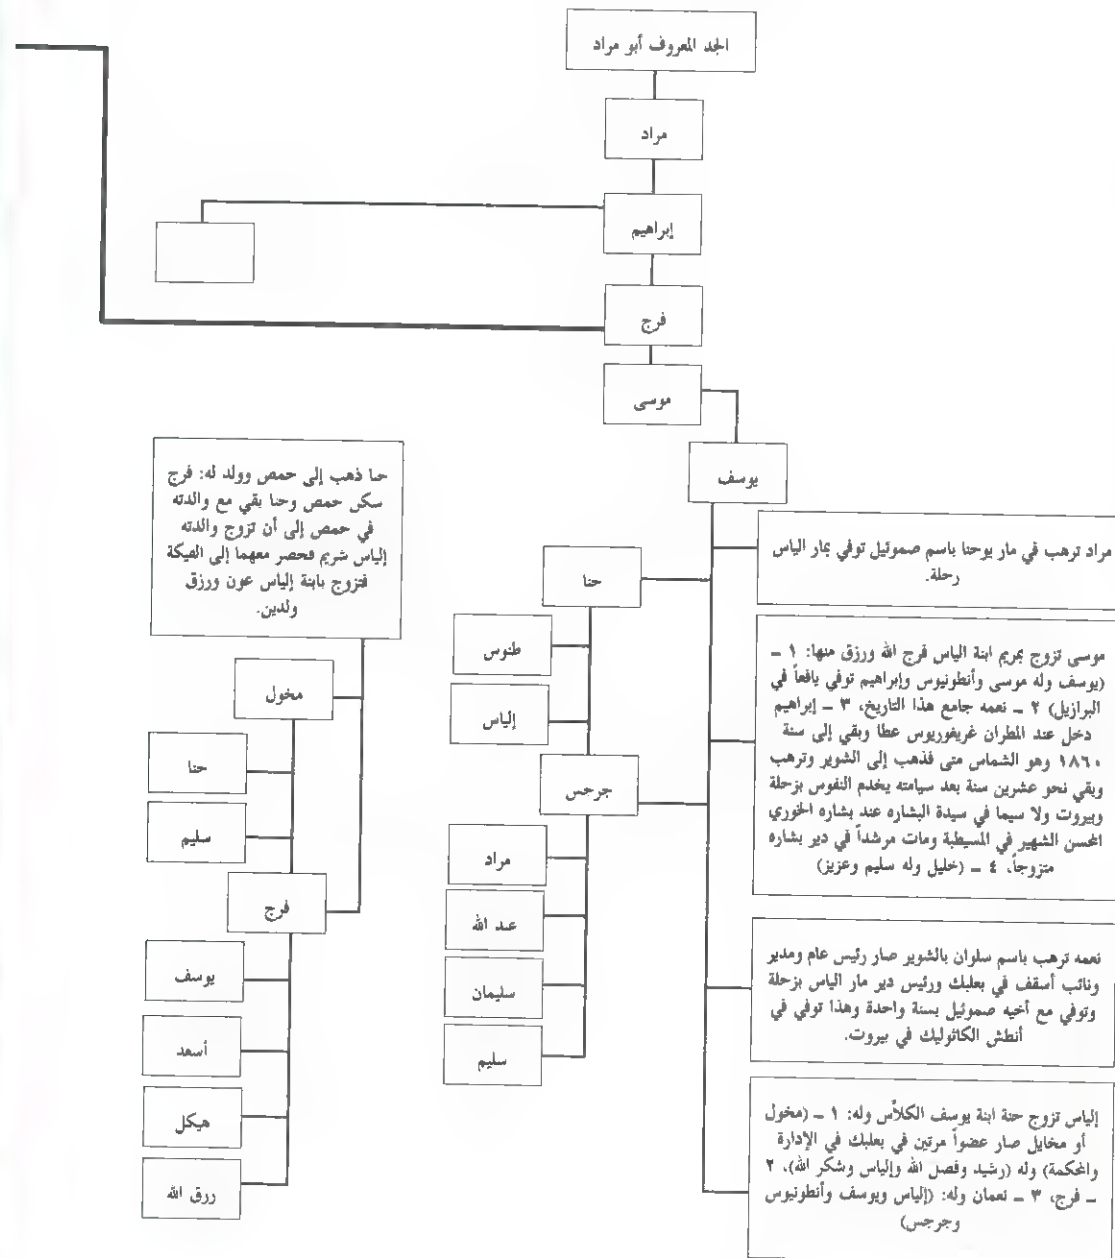 الجد المعروف أبو مراد
مراد
إبراهيم
فرج
موسى
يوسف
مراد ترهب في مار يوحنا باسم صموئيل توفي بمار الياس
رحلة.
موسى تزوج بمريم ابنة الياس فرج الله ورزق منها: ١ ـ
(يوسف وله موسى وأنطونيوس وإبراهيم توفي يافعاً في
البرازيل) ٢ ـ نعمه جامع هذا التاريخ، ٣ ـ إبراهيم
دخل عند المطران غريغوريوس عطا وبقي إلى سنة
١٨٦٠ وهو الشماس متى فذهب إلى الشوير وترهب
وبقي نحو عشرين سنة بعد سيامته يخدم النفوس بزحلة
وبيروت ولا سيما في سيدة البشاره عند بشاره الخوري
المحسن الشهير في المسيطبة ومات مرشداً في دير بشاره
متزوجاً، ٤ ـ (خليل وله سليم وعزيز)
نعمه ترهب باسم سلوان بالشوير صار رئيس عام ومدير
ونائب أسقف في بعلبك ورئيس دير مار الياس بزحلة
وتوفي مع أخيه صموئيل بسنة واحدة وهذا توفي في
أنطش الكاثوليك في بيروت.
إلياس تزوج حنة ابنة يوسف الكلاّس وله: ١ ـ (مخول
أو مخايل صار عضواً مرتين في بعلبك في الإدارة
والمحكمة) وله (رشيد وفصل الله وإلياس وشكر الله)، ٢
ـ فرج، ٣ ـ نعمان وله: (إلياس ويوسف وأنطونيوس
وجرجس)
حنا
طنوس
إلياس
جرجس
مراد
عبد الله
سليمان
سليم
حنا ذهب إلى حمص وولد له: فرج
سكن حمص وحنا بقي مع والدته
في حمص إلى أن تزوج والدته
إلياس شريم فحصر معهما إلى الفيكة
فتزوج بابنة إلياس عون ورزق
ولدين.
مخول
حنا
سليم
فرج
يوسف
أسعد
هيكل
ررق الله